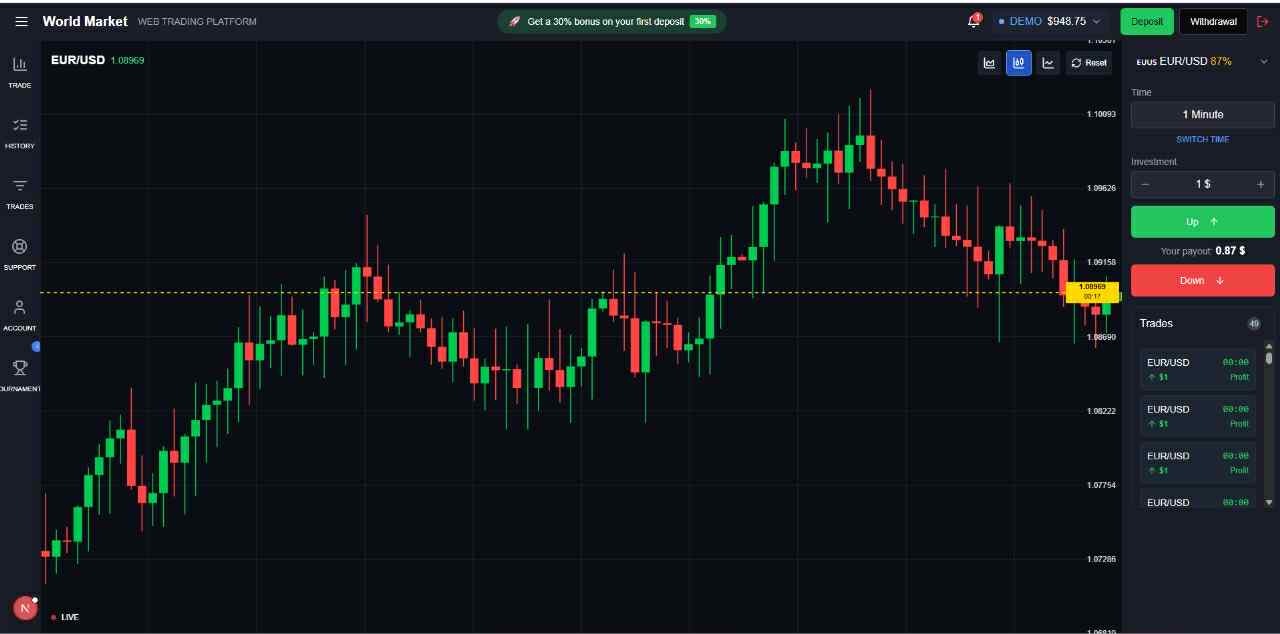 World Market WEB TRADING PLATFORM
Get a 30% bonus on your first deposit 30%
1
DEMO $948.75
Deposit
Withdrawal
TRADE
HISTORY
TRADES
SUPPORT
ACCOUNT
OURNAMENT
N
EUR/USD 1.08969
Reset
1.10093
1.09626
1.09158
1.08969
00:17
1.08690
1.08222
1.07754
1.07286
LIVE
EUUS EUR/USD 87%
Time
1 Minute
SWITCH TIME
Investment
− 1 $ +
Up ↑
Your payout: 0.87 $
Down ↓
Trades 49
EUR/USD 00:00
↑ $1 Profit
EUR/USD 00:00
↑ $1 Profit
EUR/USD 00:00
↑ $1 Profit
EUR/USD 00:00